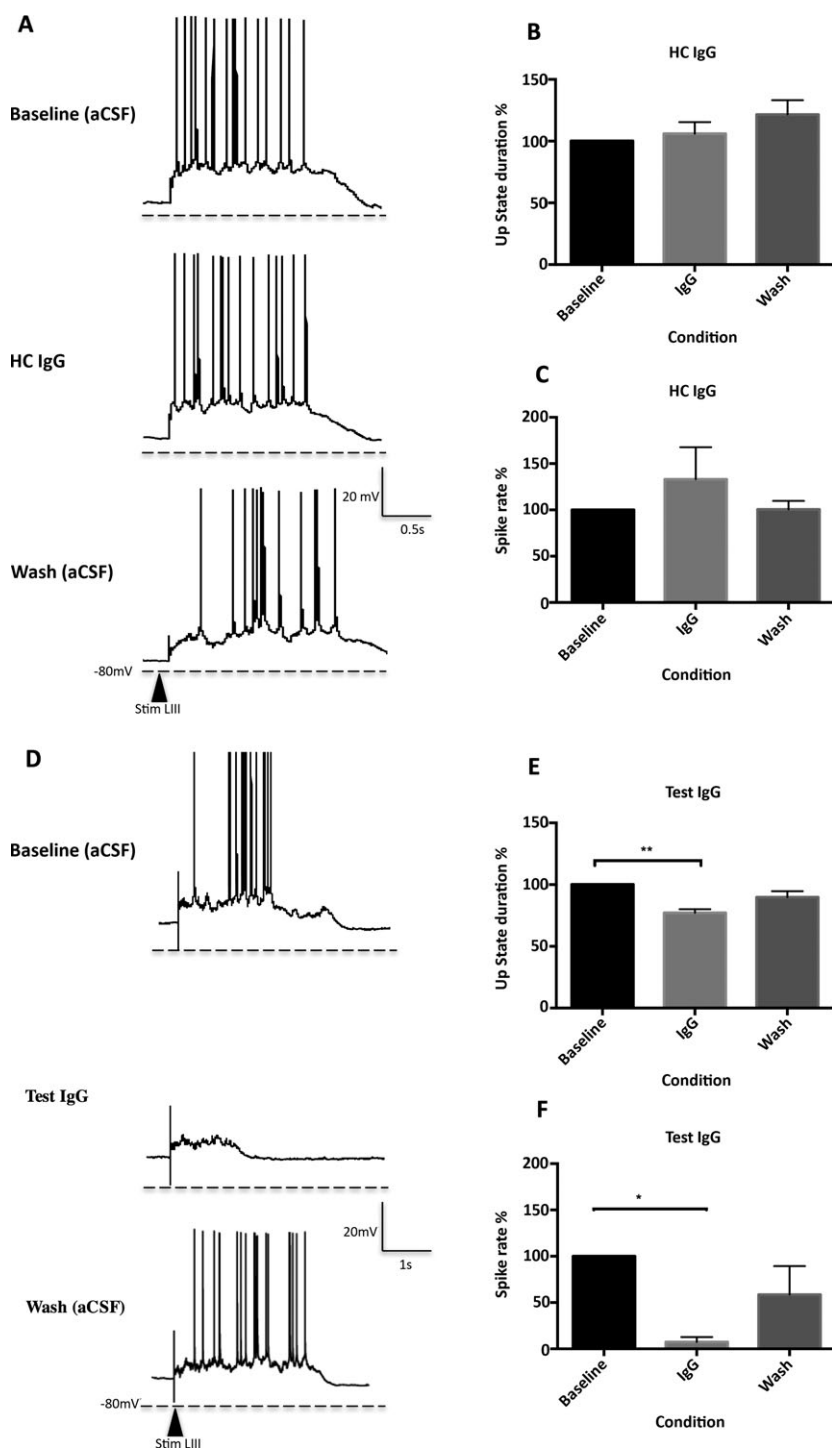 A
Baseline (aCSF)
HC IgG
20 mV
0.5s
Wash (aCSF)
-80mV
Stim LIII
B
HC IgG
Up State duration %
150
100
50
0
Baseline
IgG
Wash
Condition
C
HC IgG
Spike rate %
200
150
100
50
0
Baseline
IgG
Wash
Condition
D
Baseline (aCSF)
Test IgG
20mV
1s
Wash (aCSF)
-80mV
Stim LIII
E
Test IgG
Up State duration %
150
100
50
0
**
Baseline
IgG
Wash
Condition
F
Test IgG
Spike rate %
200
150
100
50
0
*
Baseline
IgG
Wash
Condition